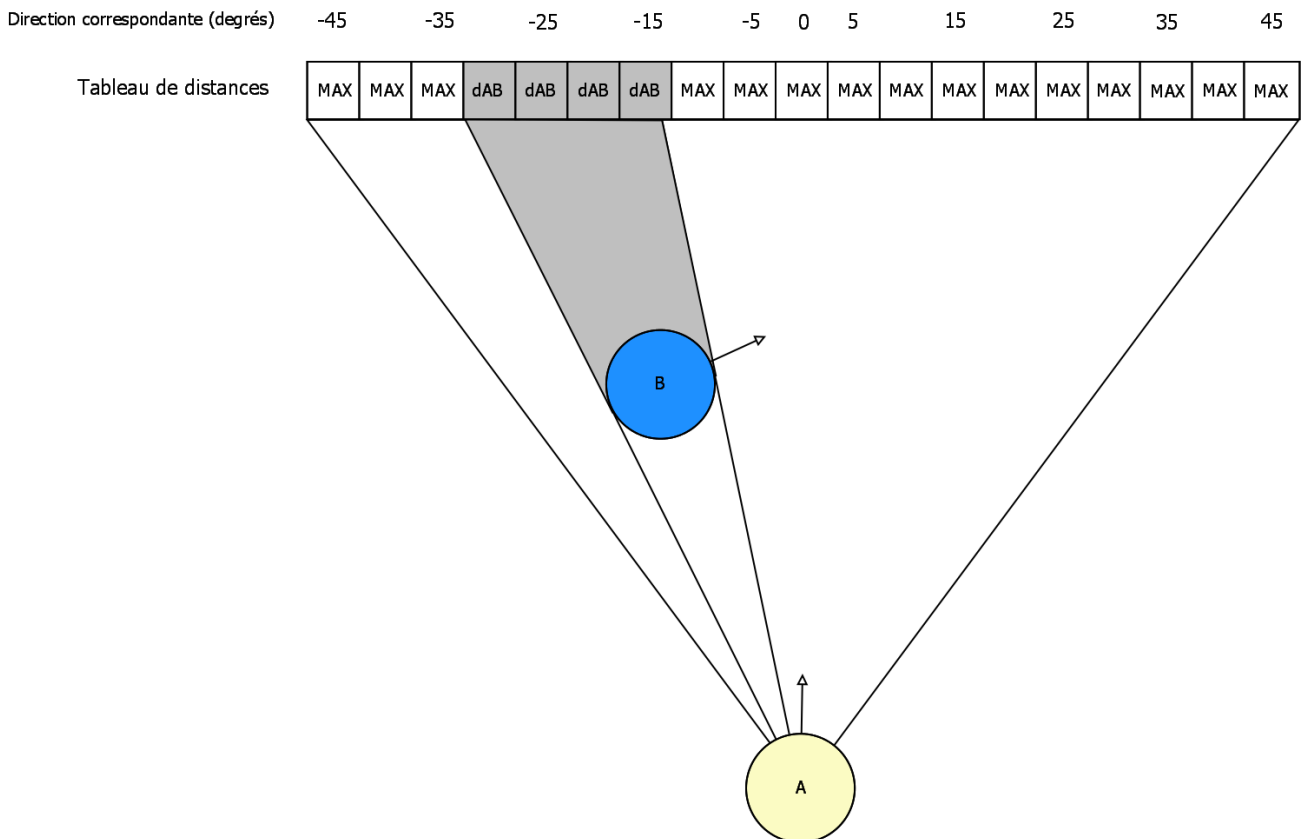 Direction correspondante (degrés) -45 -35 -25 -15 -5 0 5 15 25 35 45
Tableau de distances MAX MAX MAX dAB dAB dAB dAB MAX MAX MAX MAX MAX MAX MAX MAX MAX MAX MAX MAX
B
A